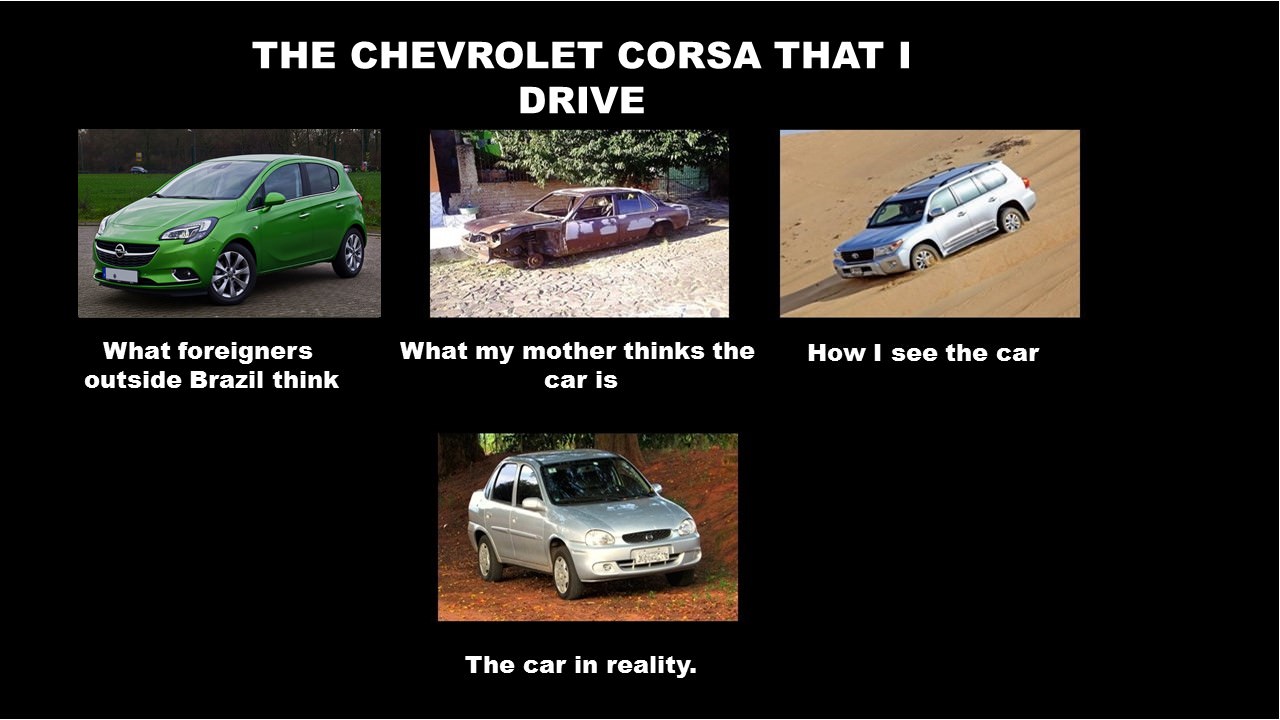 THE CHEVROLET CORSA THAT I
DRIVE
What foreigners
outside Brazil think
What my mother thinks the
car is
How I see the car
The car in reality.